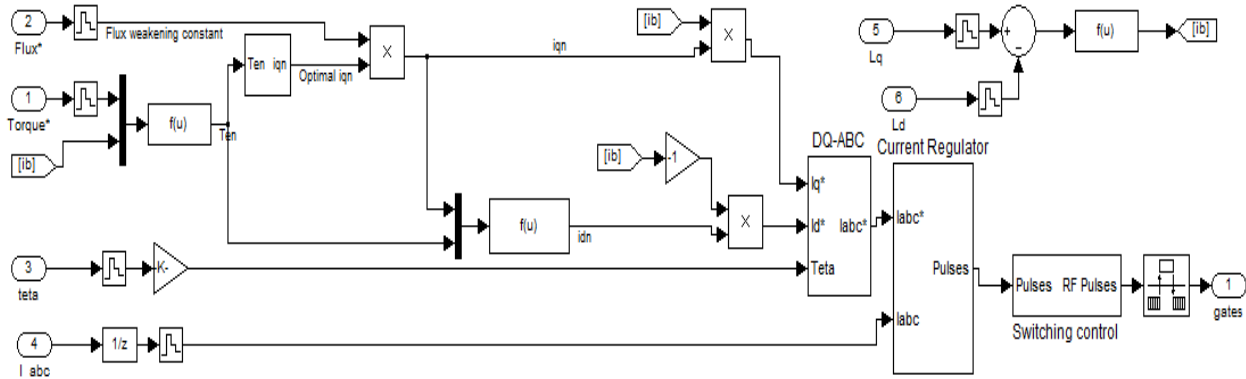 2
Flux*
Flux weakening constant
1
Torque*
[ib]
f(u)
Ten
Ten iqn
Optimal iqn
X
iqn
[ib]
X
5
Lq
+
-
f(u)
[ib]
6
Ld
[ib]
-1
f(u)
idn
X
DQ-ABC
Iq*
Id*
Iabc*
Teta
Current Regulator
Iabc*
Pulses
Iabc
3
teta
K-
4
I_abc
1/z
Pulses RF Pulses
Switching control
1
gates